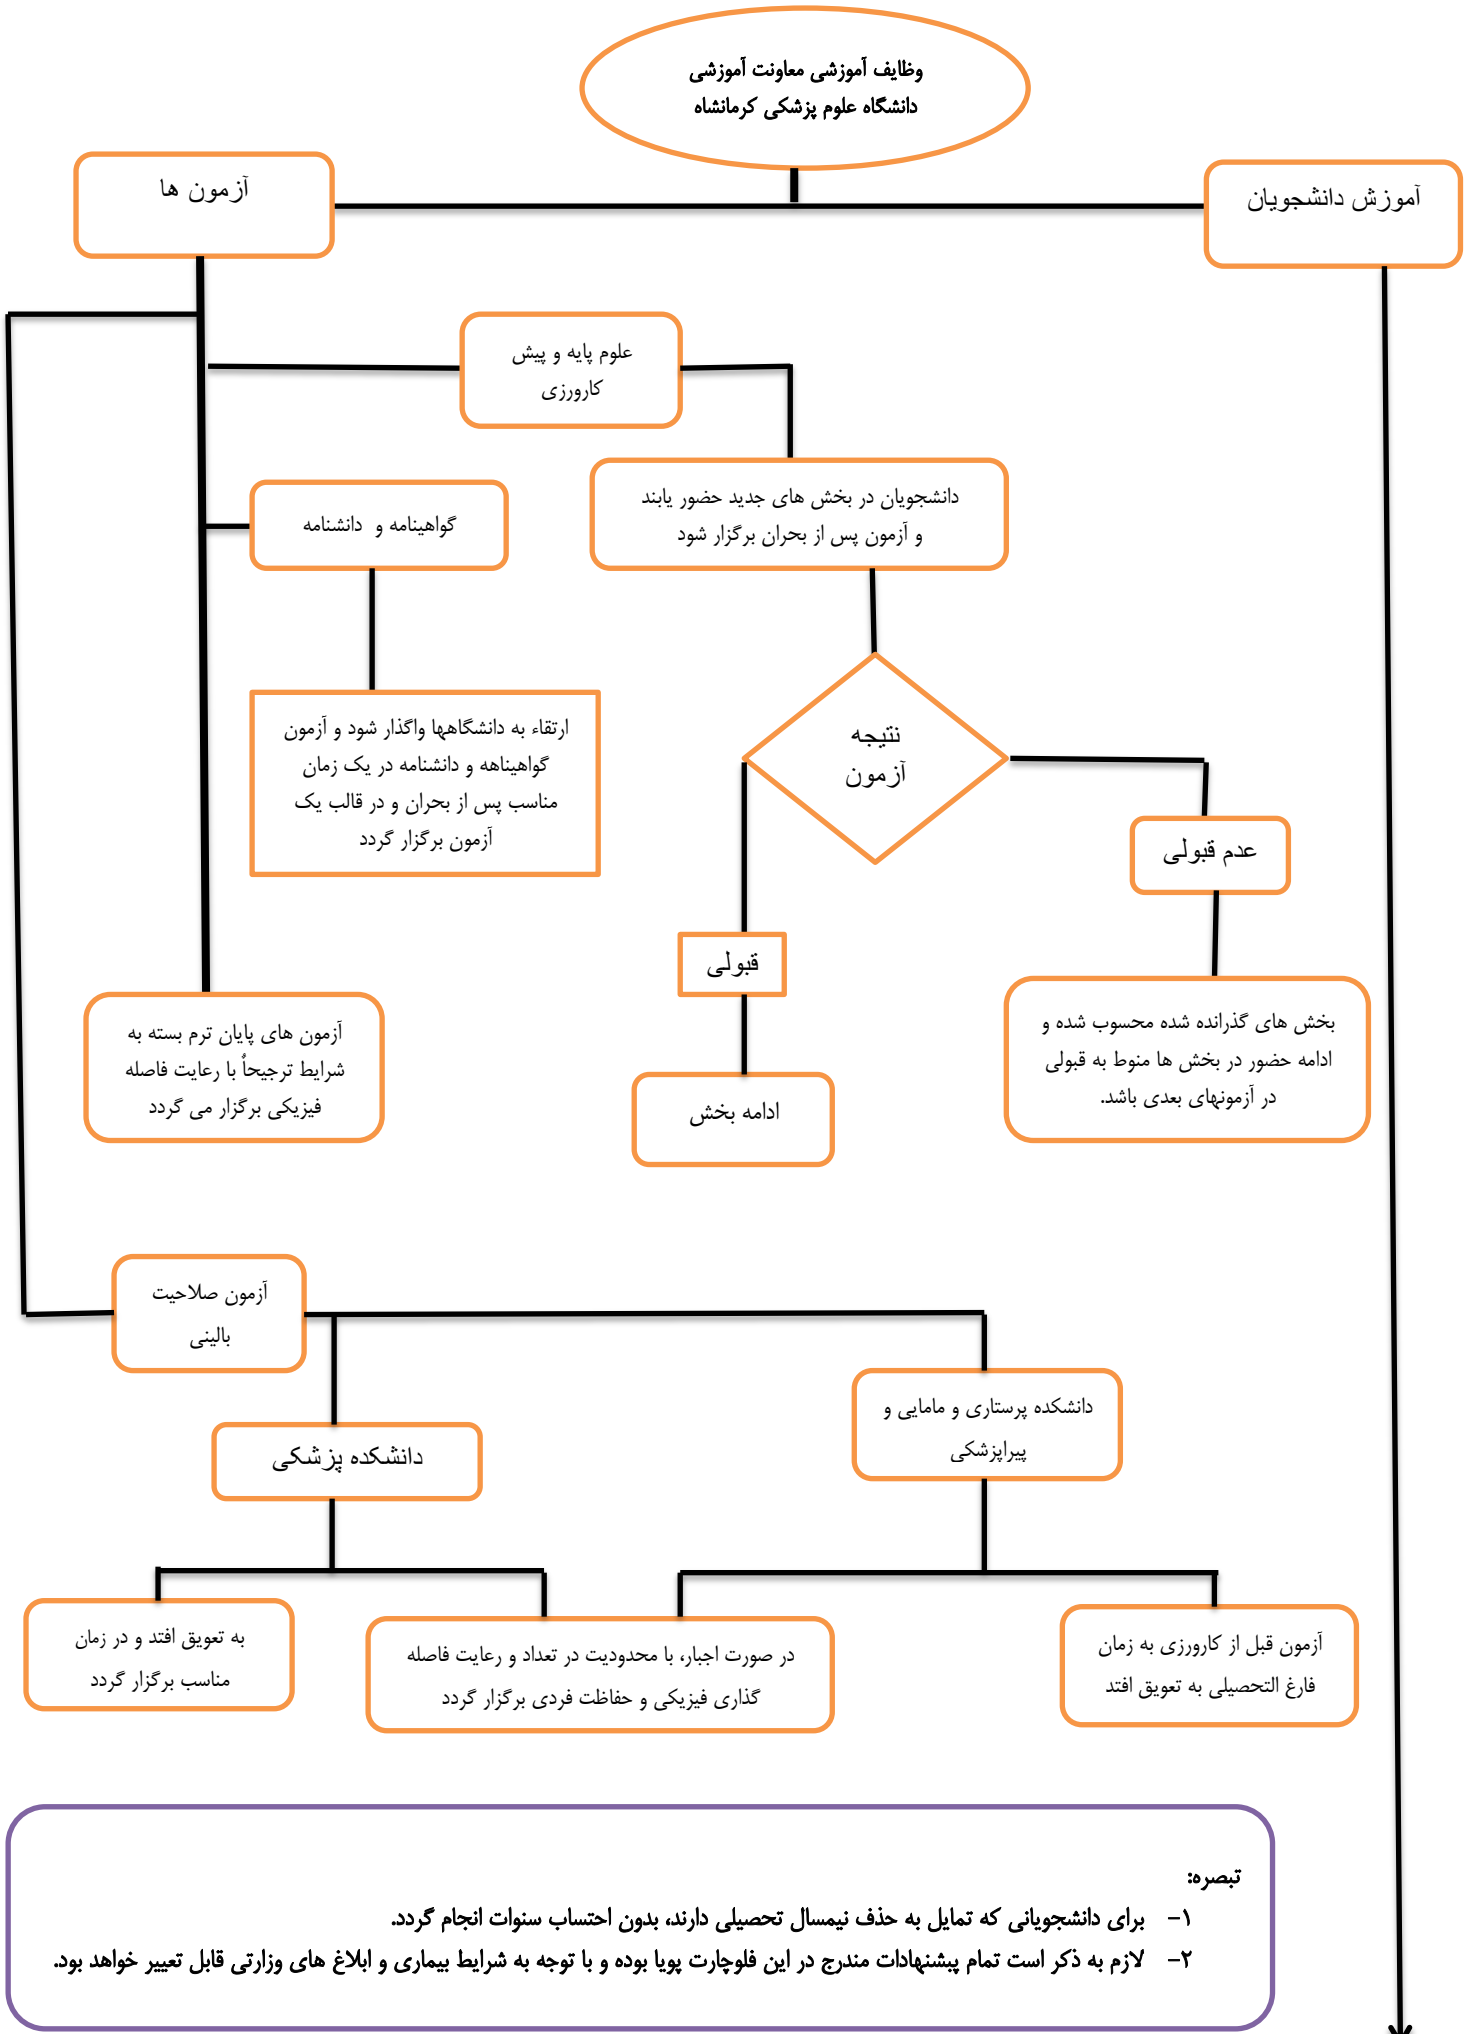 وظایف آموزشی معاونت آموزشی
دانشگاه علوم پزشکی کرمانشاه
آموزش دانشجویان
آزمون ها
علوم پایه و پیش
کارورزی
دانشجویان در بخش های جدید حضور یابند
و آزمون پس از بحران برگزار شود
گواهینامه و دانشنامه
ارتقاء به دانشگاهها واگذار شود و آزمون
گواهیناهه و دانشنامه در یک زمان
مناسب پس از بحران و در قالب یک
آزمون برگزار گردد
نتیجه
آزمون
عدم قبولی
قبولی
بخش های گذرانده شده محسوب شده و
ادامه حضور در بخش ها منوط به قبولی
در آزمونهای بعدی باشد.
ادامه بخش
آزمون های پایان ترم بسته به
شرایط ترجیحاٌ با رعایت فاصله
فیزیکی برگزار می گردد
آزمون صلاحیت
بالینی
دانشکده پرستاری و مامایی و
پیراپزشکی
دانشکده پزشکی
آزمون قبل از کارورزی به زمان
فارغ التحصیلی به تعویق افتد
در صورت اجبار، با محدودیت در تعداد و رعایت فاصله
گذاری فیزیکی و حفاظت فردی برگزار گردد
به تعویق افتد و در زمان
مناسب برگزار گردد
تبصره:
۱- برای دانشجویانی که تمایل به حذف نیمسال تحصیلی دارند، بدون احتساب سنوات انجام گردد.
۲- لازم به ذکر است تمام پبشنهادات مندرج در این فلوچارت پویا بوده و با توجه به شرایط بیماری و ابلاغ های وزارتی قابل تعییر خواهد بود.